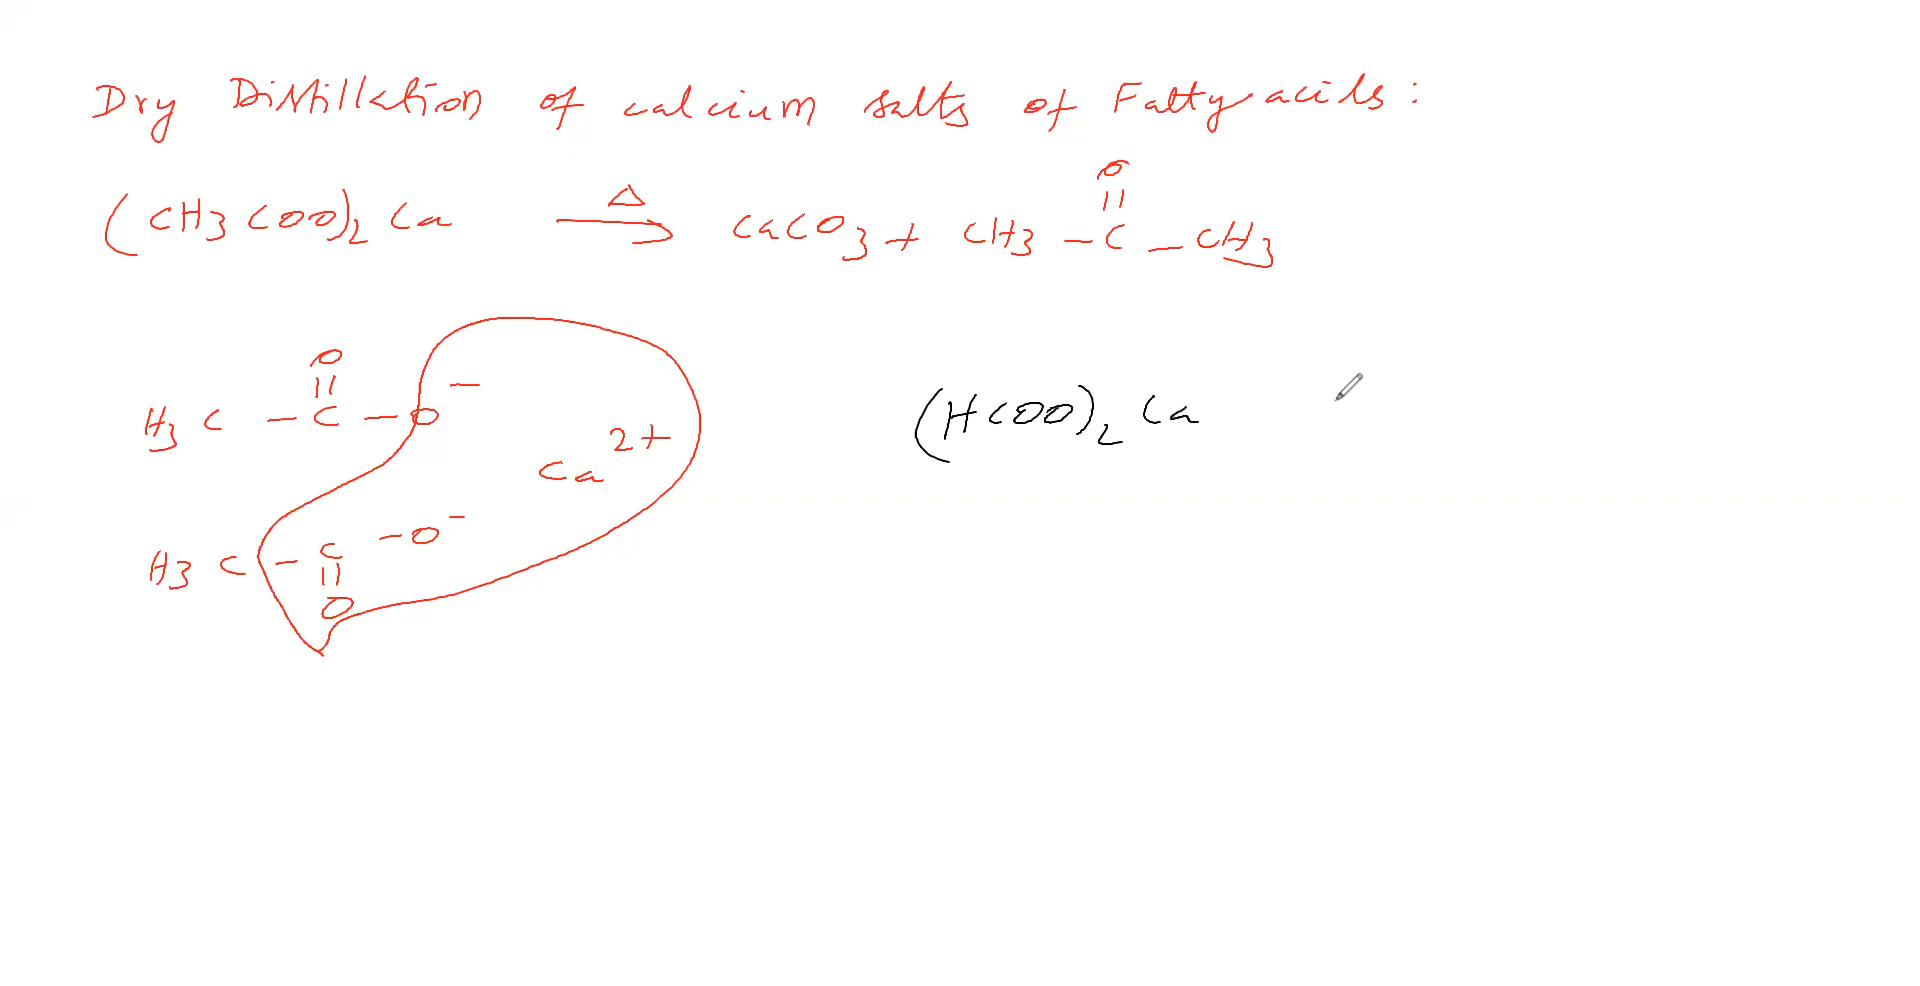 Dry Distillation of calcium salts of Fatty acids :
(CH3COO)2 Ca Δ → CaCO3 + CH3 - C - CH3
O
||
O
||
H3C - C - O -
Ca 2+
H3C - C - O -
||
O
(HCOO)2 Ca